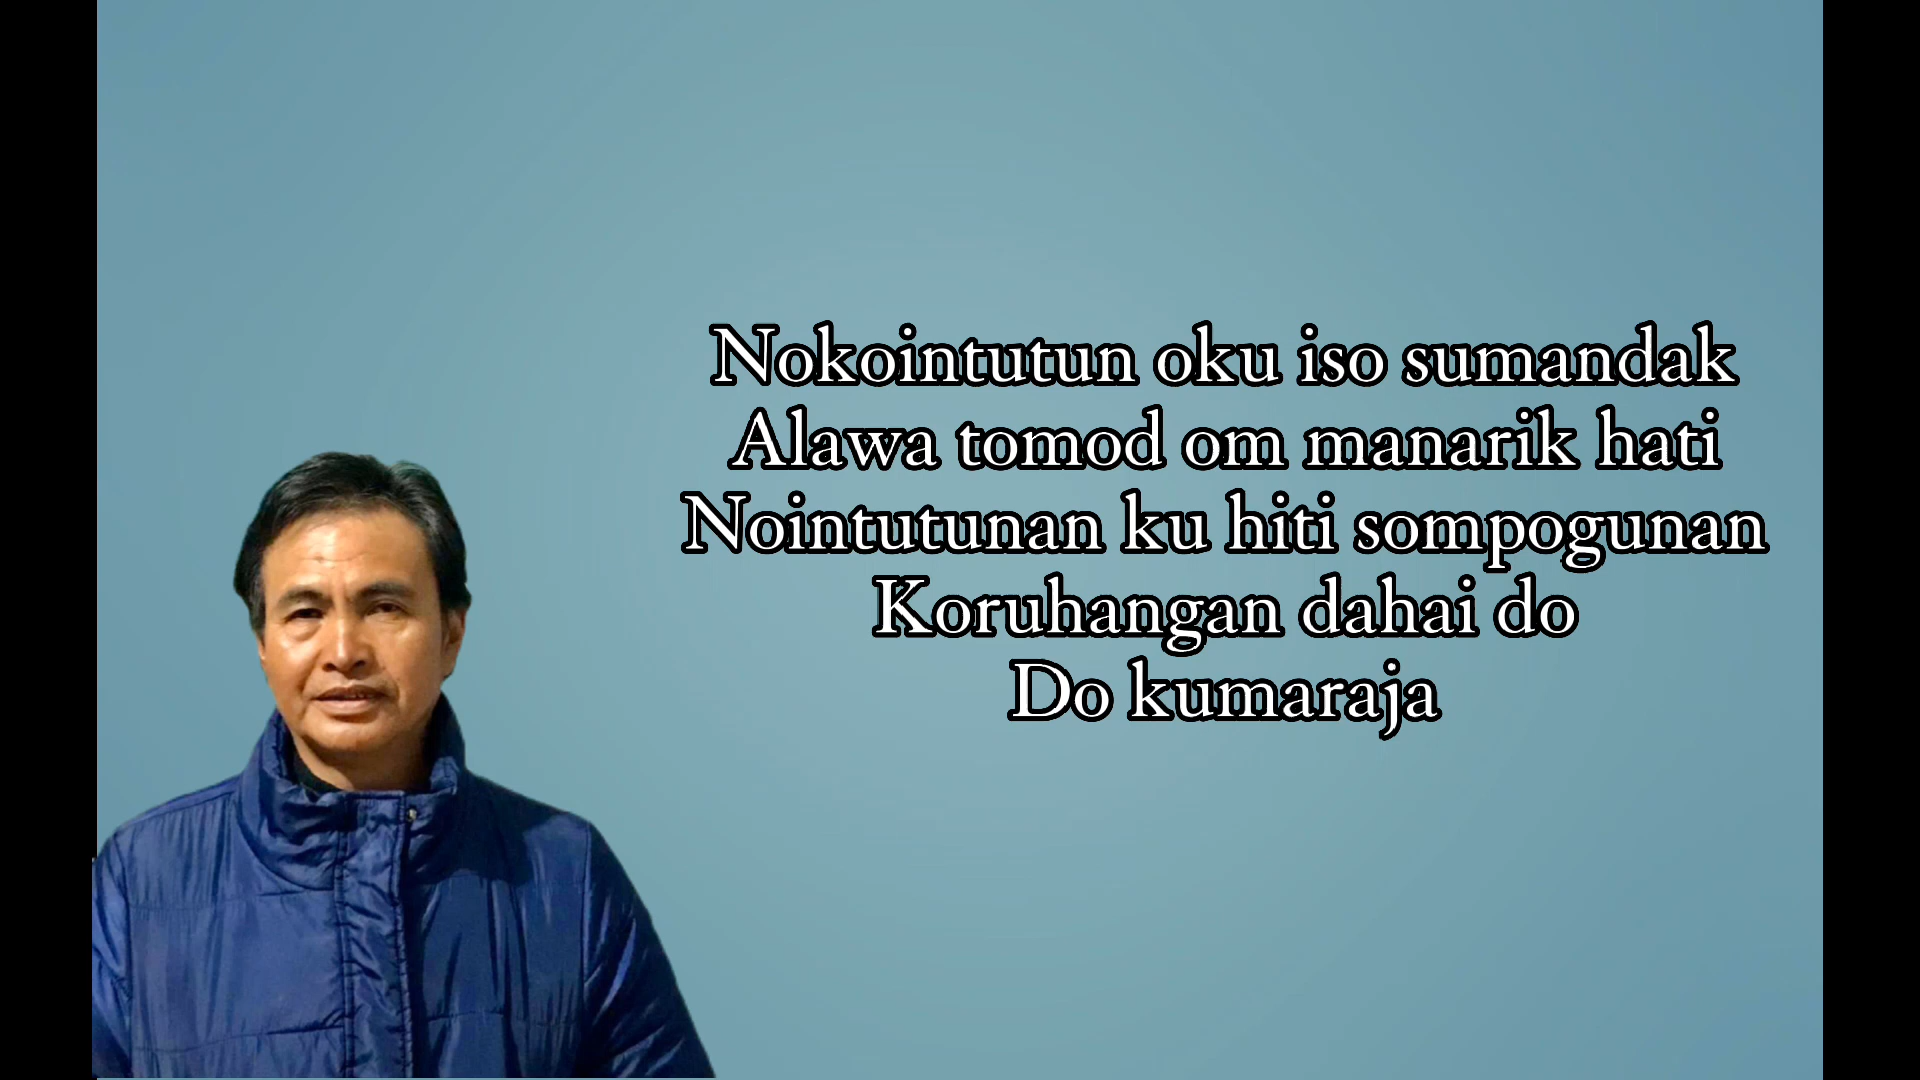 Nokointutun oku iso sumandak
Alawa tomod om manarik hati
Nointutunan ku hiti sompogunan
Koruhangan dahai do
Do kumaraja